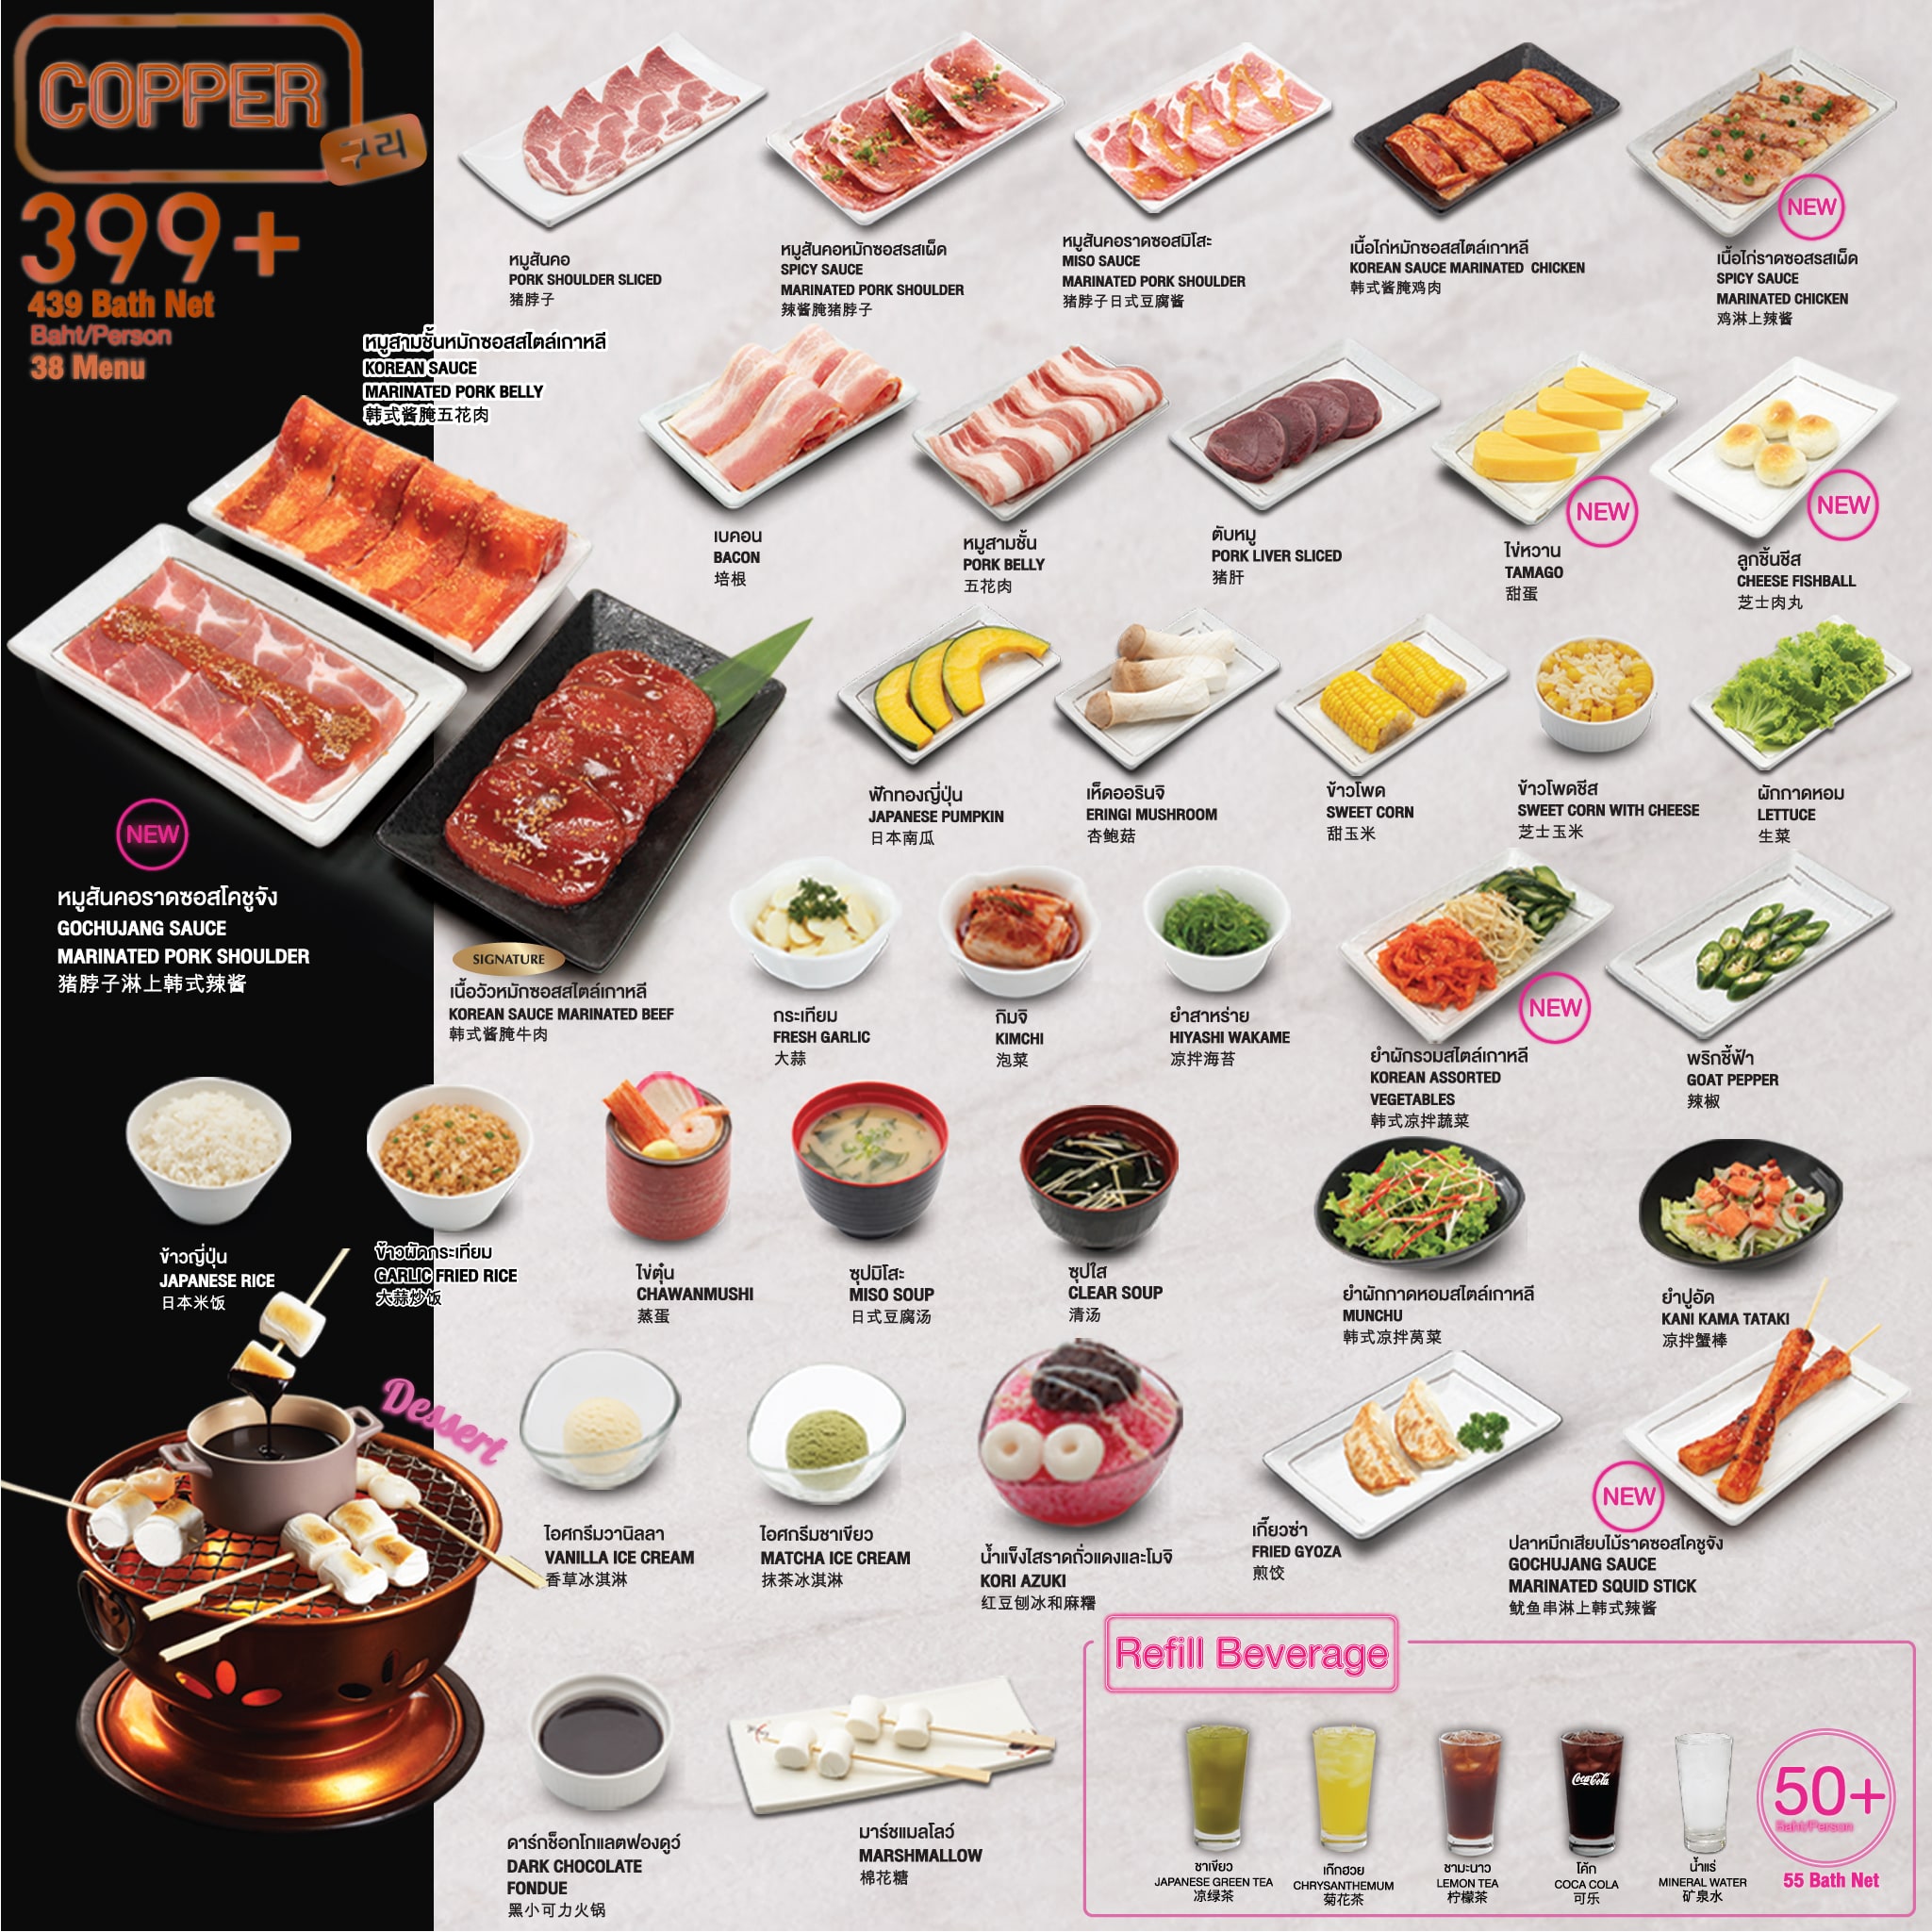 COPPER
구리
399+
439 Bath Net
Baht/Person
38 Menu
หมูสันคอ
PORK SHOULDER SLICED
猪脖子
หมูสันคอหมักซอสรสเผ็ด
SPICY SAUCE
MARINATED PORK SHOULDER
辣酱腌猪脖子
หมูสันคอราดซอสมิโสะ
MISO SAUCE
MARINATED PORK SHOULDER
猪脖子日式豆腐酱
เนื้อไก่หมักซอสสไตล์เกาหลี
KOREAN SAUCE MARINATED CHICKEN
韩式酱腌鸡肉
NEW
เนื้อไก่ราดซอสรสเผ็ด
SPICY SAUCE
MARINATED CHICKEN
鸡淋上辣酱
หมูสามชั้นหมักซอสสไตล์เกาหลี
KOREAN SAUCE
MARINATED PORK BELLY
韩式酱腌五花肉
เบคอน
BACON
培根
หมูสามชั้น
PORK BELLY
五花肉
ตับหมู
PORK LIVER SLICED
猪肝
NEW
ไข่หวาน
TAMAGO
甜蛋
NEW
ลูกชิ้นชีส
CHEESE FISHBALL
芝士肉丸
ฟักทองญี่ปุ่น
JAPANESE PUMPKIN
日本南瓜
เห็ดออรินจิ
ERINGI MUSHROOM
杏鲍菇
ข้าวโพด
SWEET CORN
甜玉米
ข้าวโพดชีส
SWEET CORN WITH CHEESE
芝士玉米
ผักกาดหอม
LETTUCE
生菜
NEW
หมูสันคอราดซอสโคชูจัง
GOCHUJANG SAUCE
MARINATED PORK SHOULDER
猪脖子淋上韩式辣酱
SIGNATURE
เนื้อวัวหมักซอสสไตล์เกาหลี
KOREAN SAUCE MARINATED BEEF
韩式酱腌牛肉
กระเทียม
FRESH GARLIC
大蒜
กิมจิ
KIMCHI
泡菜
ยำสาหร่าย
HIYASHI WAKAME
凉拌海苔
NEW
ยำผักรวมสไตล์เกาหลี
KOREAN ASSORTED
VEGETABLES
韩式凉拌蔬菜
พริกชี้ฟ้า
GOAT PEPPER
辣椒
ข้าวญี่ปุ่น
JAPANESE RICE
日本米饭
ข้าวผัดกระเทียม
GARLIC FRIED RICE
大蒜炒饭
ไข่ตุ๋น
CHAWANMUSHI
蒸蛋
ซุปมิโสะ
MISO SOUP
日式豆腐汤
ซุปใส
CLEAR SOUP
清汤
ยำผักกาดหอมสไตล์เกาหลี
MUNCHU
韩式凉拌莴菜
ยำปูอัด
KANI KAMA TATAKI
凉拌蟹棒
Dessert
ไอศกรีมวานิลลา
VANILLA ICE CREAM
香草冰淇淋
ไอศกรีมชาเขียว
MATCHA ICE CREAM
抹茶冰淇淋
น้ำแข็งไสราดถั่วแดงและโมจิ
KORI AZUKI
红豆刨冰和麻糬
เกี๊ยวซ่า
FRIED GYOZA
煎饺
NEW
ปลาหมึกเสียบไม้ราดซอสโคชูจัง
GOCHUJANG SAUCE
MARINATED SQUID STICK
鱿鱼串淋上韩式辣酱
ดาร์กช็อกโกแลตฟองดูว์
DARK CHOCOLATE
FONDUE
黑小可力火锅
มาร์ชแมลโลว์
MARSHMALLOW
棉花糖
Refill Beverage
ชาเขียว
JAPANESE GREEN TEA
凉绿茶
เก๊กฮวย
CHRYSANTHEMUM
菊花茶
ชามะนาว
LEMON TEA
柠檬茶
Coca-Cola
โค้ก
COCA COLA
可乐
น้ำแร่
MINERAL WATER
矿泉水
50+
Baht/Person
55 Bath Net